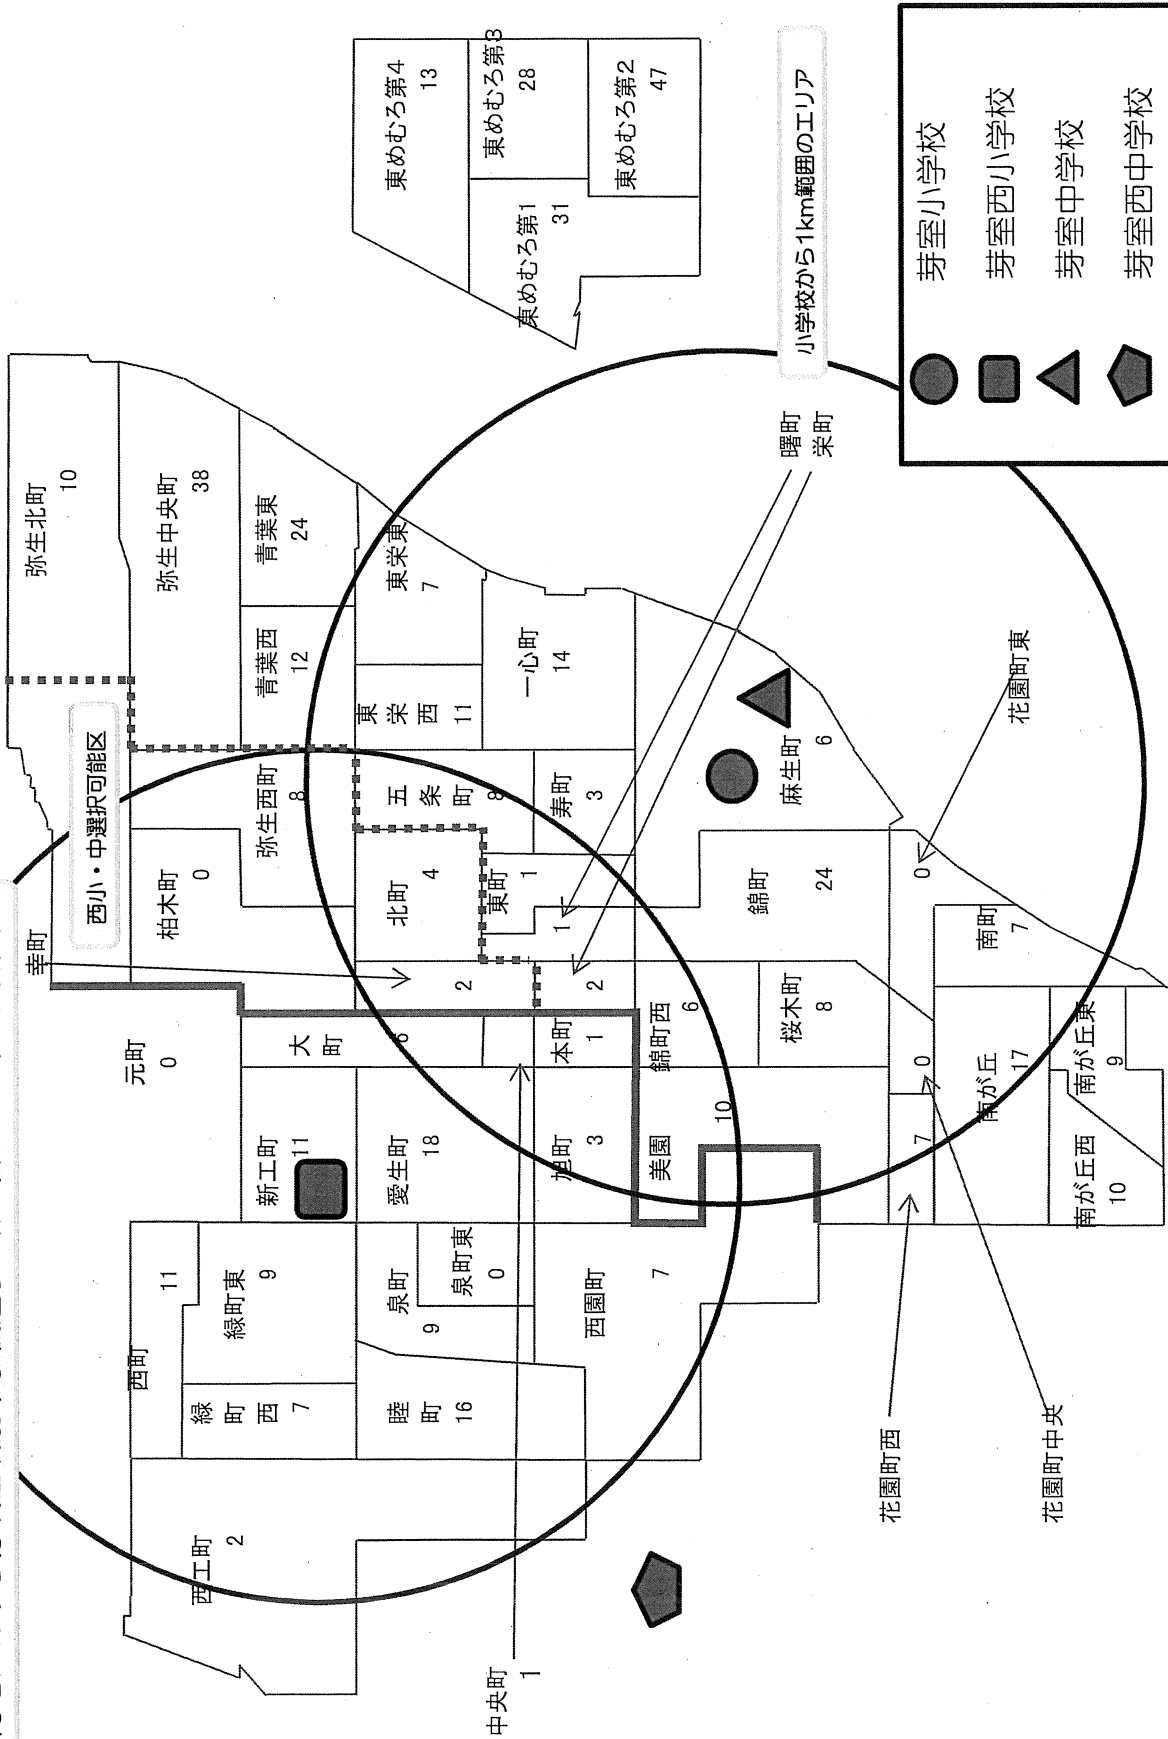 弥生北町
10
弥生中央町
38
青葉東
24
青葉西
12
東栄東
7
東栄西
11
一心町
14
西小・中選択可能区
弥生西町
8
五条町
8
寿町
3
麻生町
6
幸町
2
柏木町
0
北町
4
東町
1
曙町
1
栄町
2
錦町
24
花園町東
0
南町
7
元町
0
大町
6
本町
1
錦町西
6
桜木町
8
花園町中央
0
南が丘
17
南が丘東
9
新工町
11
愛生町
18
旭町
3
美園
10
花園町西
7
南が丘西
10
西町
11
緑町東
9
緑町西
7
泉町
9
泉町東
0
西園町
7
睦町
16
西工町
2
中央町
1
東めむろ第4
13
東めむろ第3
28
東めむろ第2
47
東めむろ第1
31
小学校から1km範囲のエリア
芽室小学校
芽室西小学校
芽室中学校
芽室西中学校